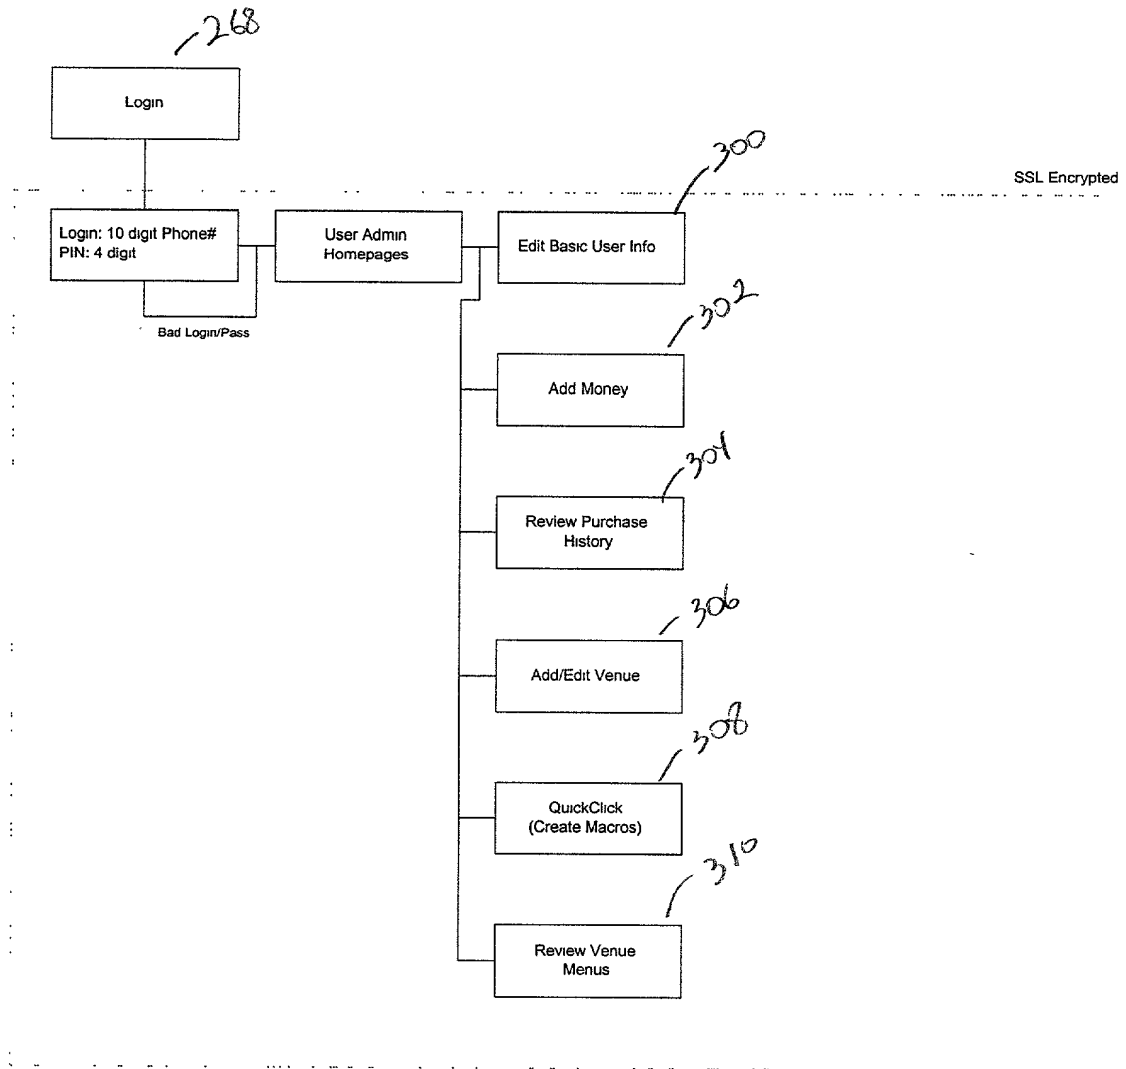 268
Login
300
SSL Encrypted
Login: 10 digit Phone#
PIN: 4 digit
User Admin
Homepages
Edit Basic User Info
Bad Login/Pass
302
Add Money
304
Review Purchase
History
306
Add/Edit Venue
308
QuickClick
(Create Macros)
310
Review Venue
Menus